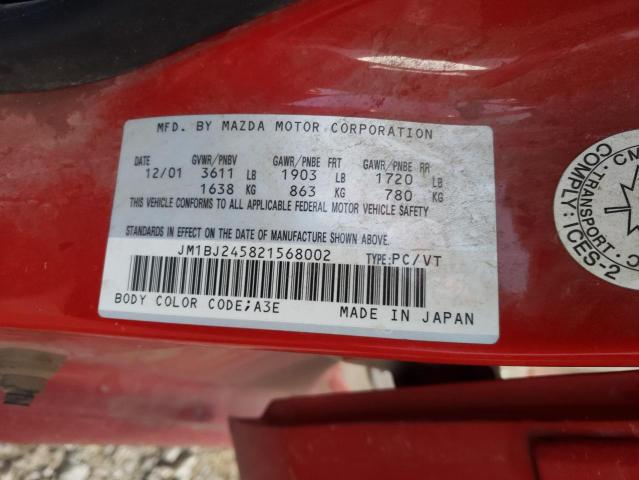 MFD. BY MAZDA MOTOR CORPORATION
DATE GVWR/PNBV GAWR/PNBE FRT GAWR/PNBE RR
12/01 3611 LB 1903 LB 1720 LB
1638 KG 863 KG 780 KG
THIS VEHICLE CONFORMS TO ALL APPLICABLE FEDERAL MOTOR VEHICLE SAFETY
STANDARDS IN EFFECT ON THE DATE OF MANUFACTURE SHOWN ABOVE.
JM1BJ245821568002 TYPE:PC/VT
BODY COLOR CODE;A3E MADE IN JAPAN
CM
COMPLY:ICES-2
TRANSPORT
C